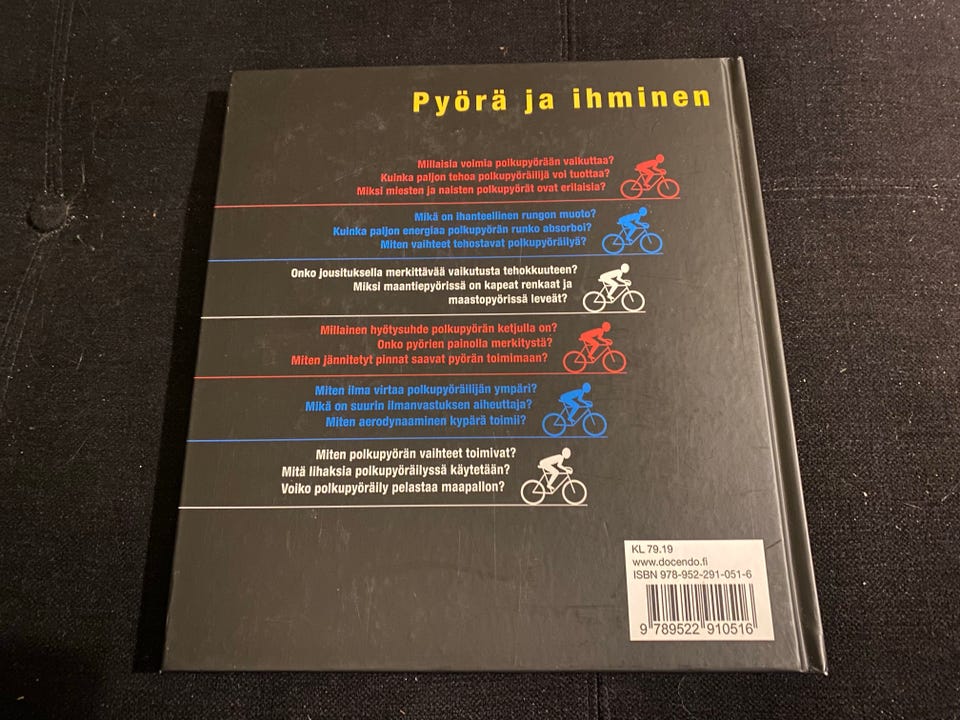 Pyörä ja ihminen
Millaisia voimia polkupyörään vaikuttaa?
Kuinka paljon tehoa polkupyöräilijä voi tuottaa?
Miksi miesten ja naisten polkupyörät ovat erilaisia?
Mikä on ihanteellinen rungon muoto?
Kuinka paljon energiaa polkupyörän runko absorboi?
Miten vaihteet tehostavat polkupyöräilyä?
Onko jousituksella merkittävää vaikutusta tehokkuuteen?
Miksi maantiepyörissä on kapeat renkaat ja
maastopyörissä leveät?
Millainen hyötysuhde polkupyörän ketjulla on?
Onko pyörien painolla merkitystä?
Miten jännitetyt pinnat saavat pyörän toimimaan?
Miten ilma virtaa polkupyöräilijän ympäri?
Mikä on suurin ilmanvastuksen aiheuttaja?
Miten aerodynaaminen kypärä toimii?
Miten polkupyörän vaihteet toimivat?
Mitä lihaksia polkupyöräilyssä käytetään?
Voiko polkupyöräily pelastaa maapallon?
KL 79.19
www.docendo.fi
ISBN 978-952-291-051-6
9 789522 910516